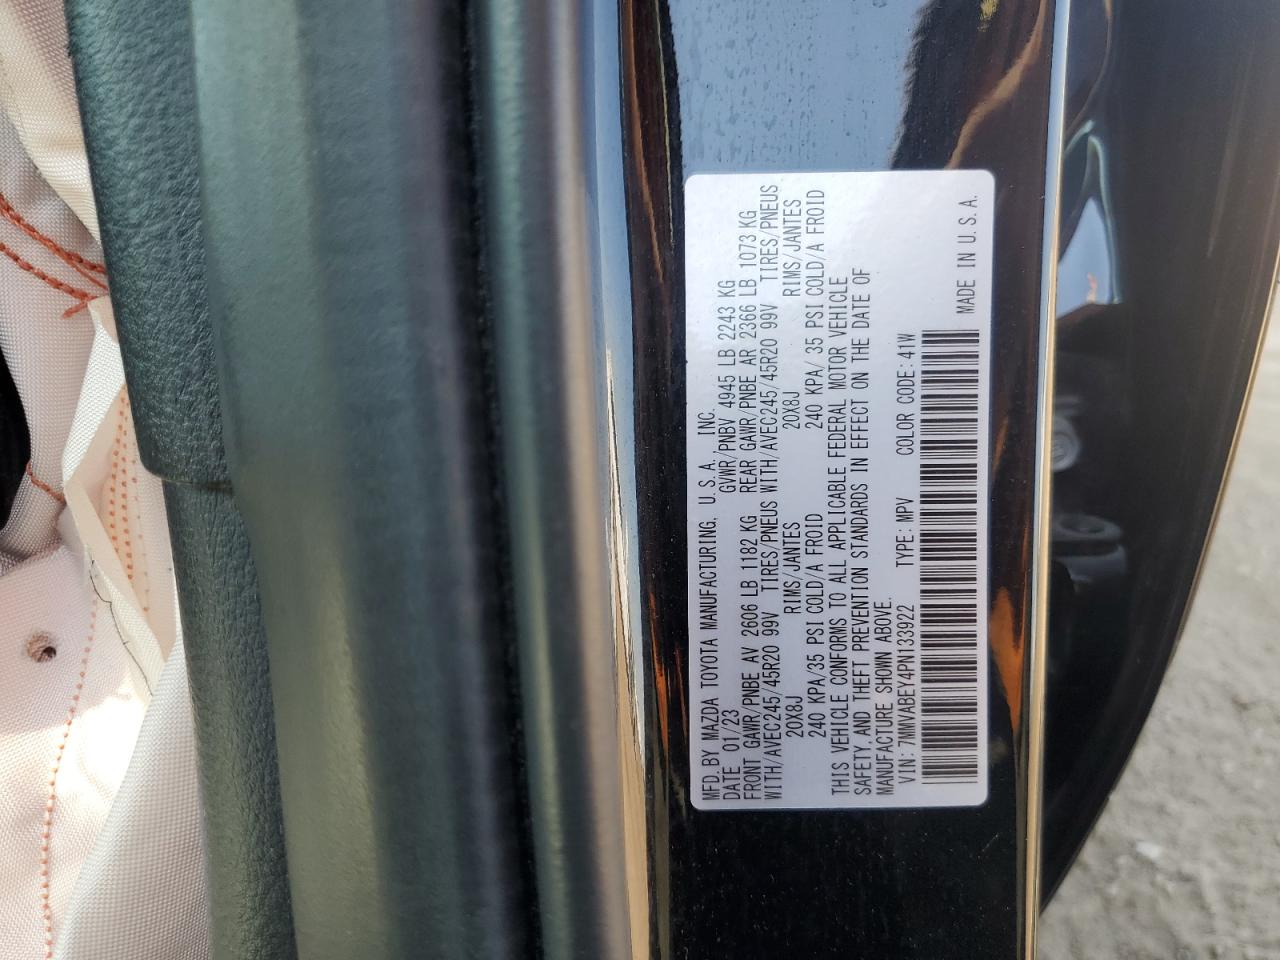 MFD. BY MAZDA TOYOTA MANUFACTURING, U.S.A. INC.
DATE 01/23 GVWR/PNBV 4945 LB 2243 KG
FRONT GAWR/PNBE AV 2606 LB 1182 KG REAR GAWR/PNBE AR 2366 LB 1073 KG
WITH/AVEC245/45R20 99V TIRES/PNEUS WITH/AVEC245/45R20 99V TIRES/PNEUS
20X8J RIMS/JANTES 20X8J RIMS/JANTES
240 KPA/35 PSI COLD/A FROID 240 KPA/35 PSI COLD/A FROID
THIS VEHICLE CONFORMS TO ALL APPLICABLE FEDERAL MOTOR VEHICLE
SAFETY, AND THEFT PREVENTION STANDARDS IN EFFECT ON THE DATE OF
MANUFACTURE SHOWN ABOVE.
VIN: 7MMVABEY4PN133922 TYPE: MPV COLOR CODE: 41W
MADE IN U.S.A.